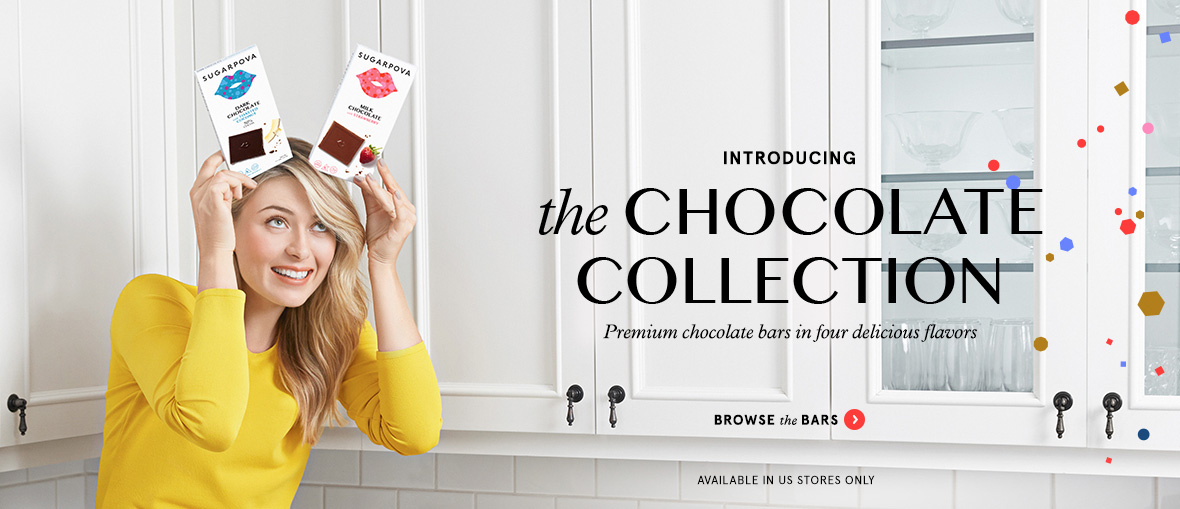 SUGARPOVA
DARK
CHOCOLATE
SUGARPOVA
MILK
CHOCOLATE
INTRODUCING
the CHOCOLATE
COLLECTION
Premium chocolate bars in four delicious flavors
BROWSE the BARS
AVAILABLE IN US STORES ONLY